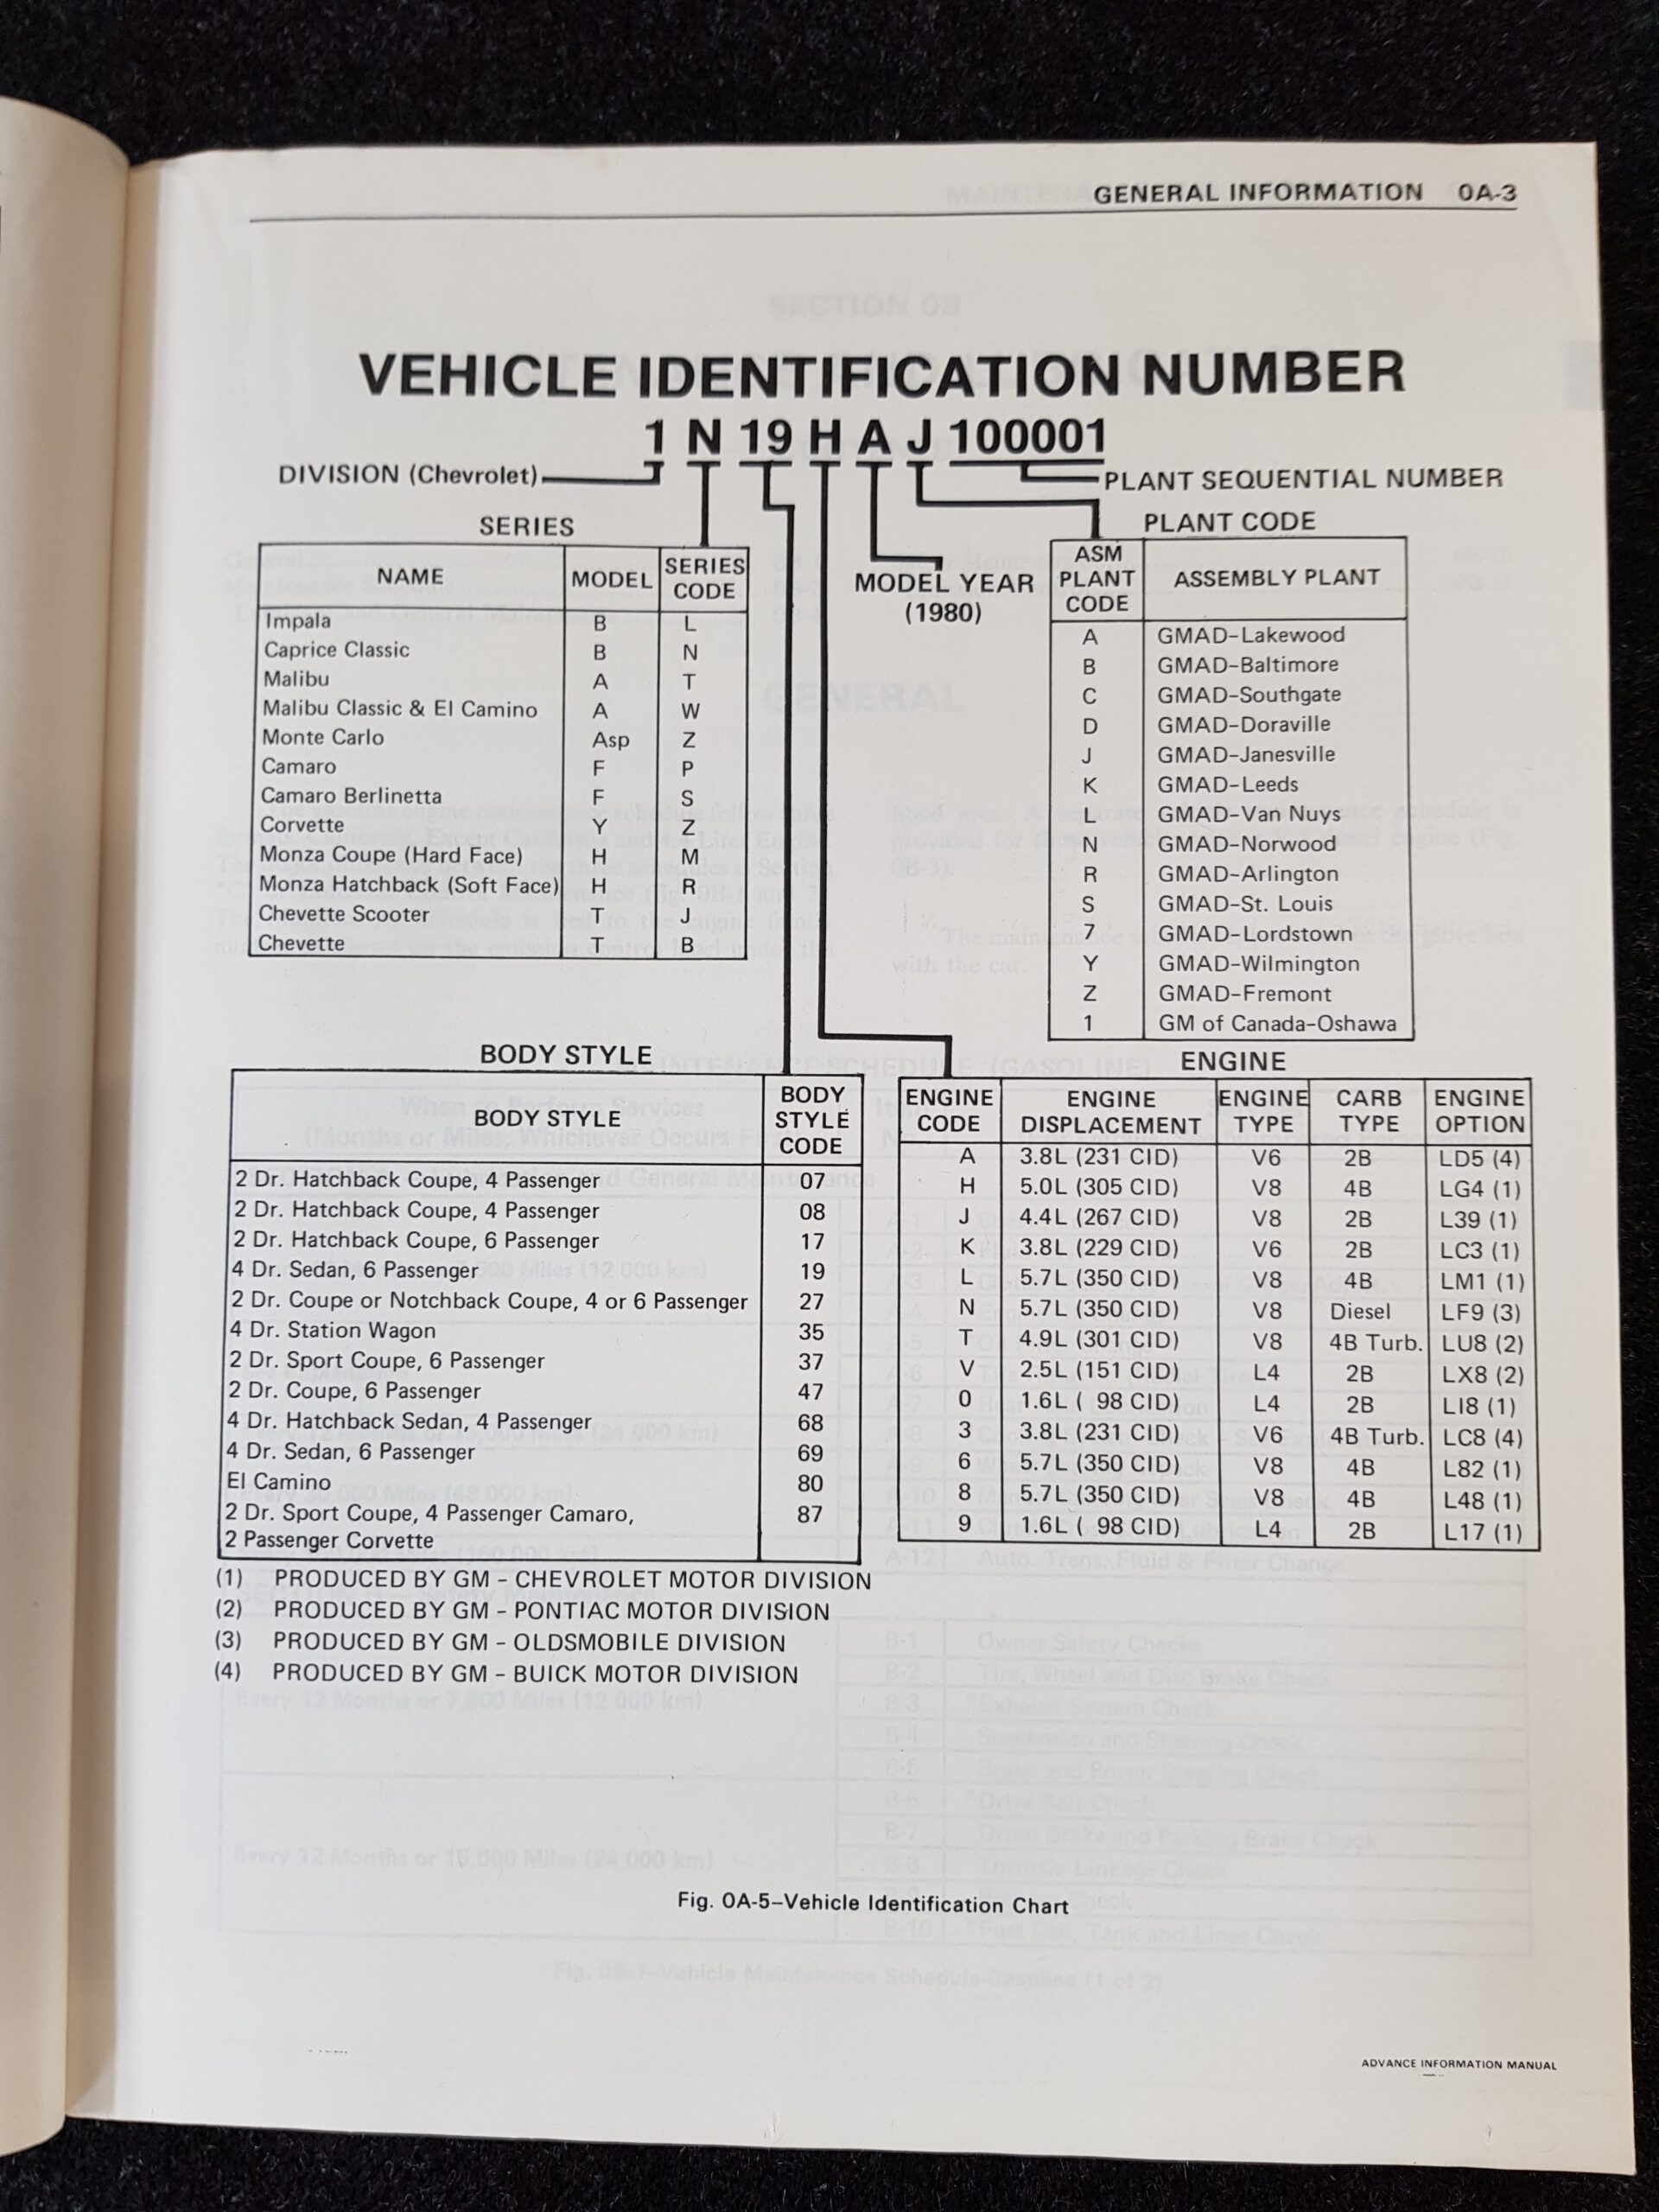 GENERAL INFORMATION 0A-3
VEHICLE IDENTIFICATION NUMBER
1 N 19 H A J 100001
DIVISION (Chevrolet)
PLANT SEQUENTIAL NUMBER
SERIES
NAME MODEL SERIES CODE
Impala B L
Caprice Classic B N
Malibu A T
Malibu Classic & El Camino A W
Monte Carlo Asp Z
Camaro F P
Camaro Berlinetta F S
Corvette Y Z
Monza Coupe (Hard Face) H M
Monza Hatchback (Soft Face) H R
Chevette Scooter T J
Chevette T B
MODEL YEAR
(1980)
PLANT CODE
ASM PLANT CODE ASSEMBLY PLANT
A GMAD-Lakewood
B GMAD-Baltimore
C GMAD-Southgate
D GMAD-Doraville
J GMAD-Janesville
K GMAD-Leeds
L GMAD-Van Nuys
N GMAD-Norwood
R GMAD-Arlington
S GMAD-St. Louis
7 GMAD-Lordstown
Y GMAD-Wilmington
Z GMAD-Fremont
1 GM of Canada-Oshawa
BODY STYLE
BODY STYLE BODY STYLE CODE
2 Dr. Hatchback Coupe, 4 Passenger 07
2 Dr. Hatchback Coupe, 4 Passenger 08
2 Dr. Hatchback Coupe, 6 Passenger 17
4 Dr. Sedan, 6 Passenger 19
2 Dr. Coupe or Notchback Coupe, 4 or 6 Passenger 27
4 Dr. Station Wagon 35
2 Dr. Sport Coupe, 6 Passenger 37
2 Dr. Coupe, 6 Passenger 47
4 Dr. Hatchback Sedan, 4 Passenger 68
4 Dr. Sedan, 6 Passenger 69
El Camino 80
2 Dr. Sport Coupe, 4 Passenger Camaro, 87
2 Passenger Corvette
ENGINE
ENGINE CODE ENGINE DISPLACEMENT ENGINE TYPE CARB TYPE ENGINE OPTION
A 3.8L (231 CID) V6 2B LD5 (4)
H 5.0L (305 CID) V8 4B LG4 (1)
J 4.4L (267 CID) V8 2B L39 (1)
K 3.8L (229 CID) V6 2B LC3 (1)
L 5.7L (350 CID) V8 4B LM1 (1)
N 5.7L (350 CID) V8 Diesel LF9 (3)
T 4.9L (301 CID) V8 4B Turb. LU8 (2)
V 2.5L (151 CID) L4 2B LX8 (2)
0 1.6L ( 98 CID) L4 2B LI8 (1)
3 3.8L (231 CID) V6 4B Turb. LC8 (4)
6 5.7L (350 CID) V8 4B L82 (1)
8 5.7L (350 CID) V8 4B L48 (1)
9 1.6L ( 98 CID) L4 2B L17 (1)
(1) PRODUCED BY GM - CHEVROLET MOTOR DIVISION
(2) PRODUCED BY GM - PONTIAC MOTOR DIVISION
(3) PRODUCED BY GM - OLDSMOBILE DIVISION
(4) PRODUCED BY GM - BUICK MOTOR DIVISION
Fig. 0A-5-Vehicle Identification Chart
ADVANCE INFORMATION MANUAL